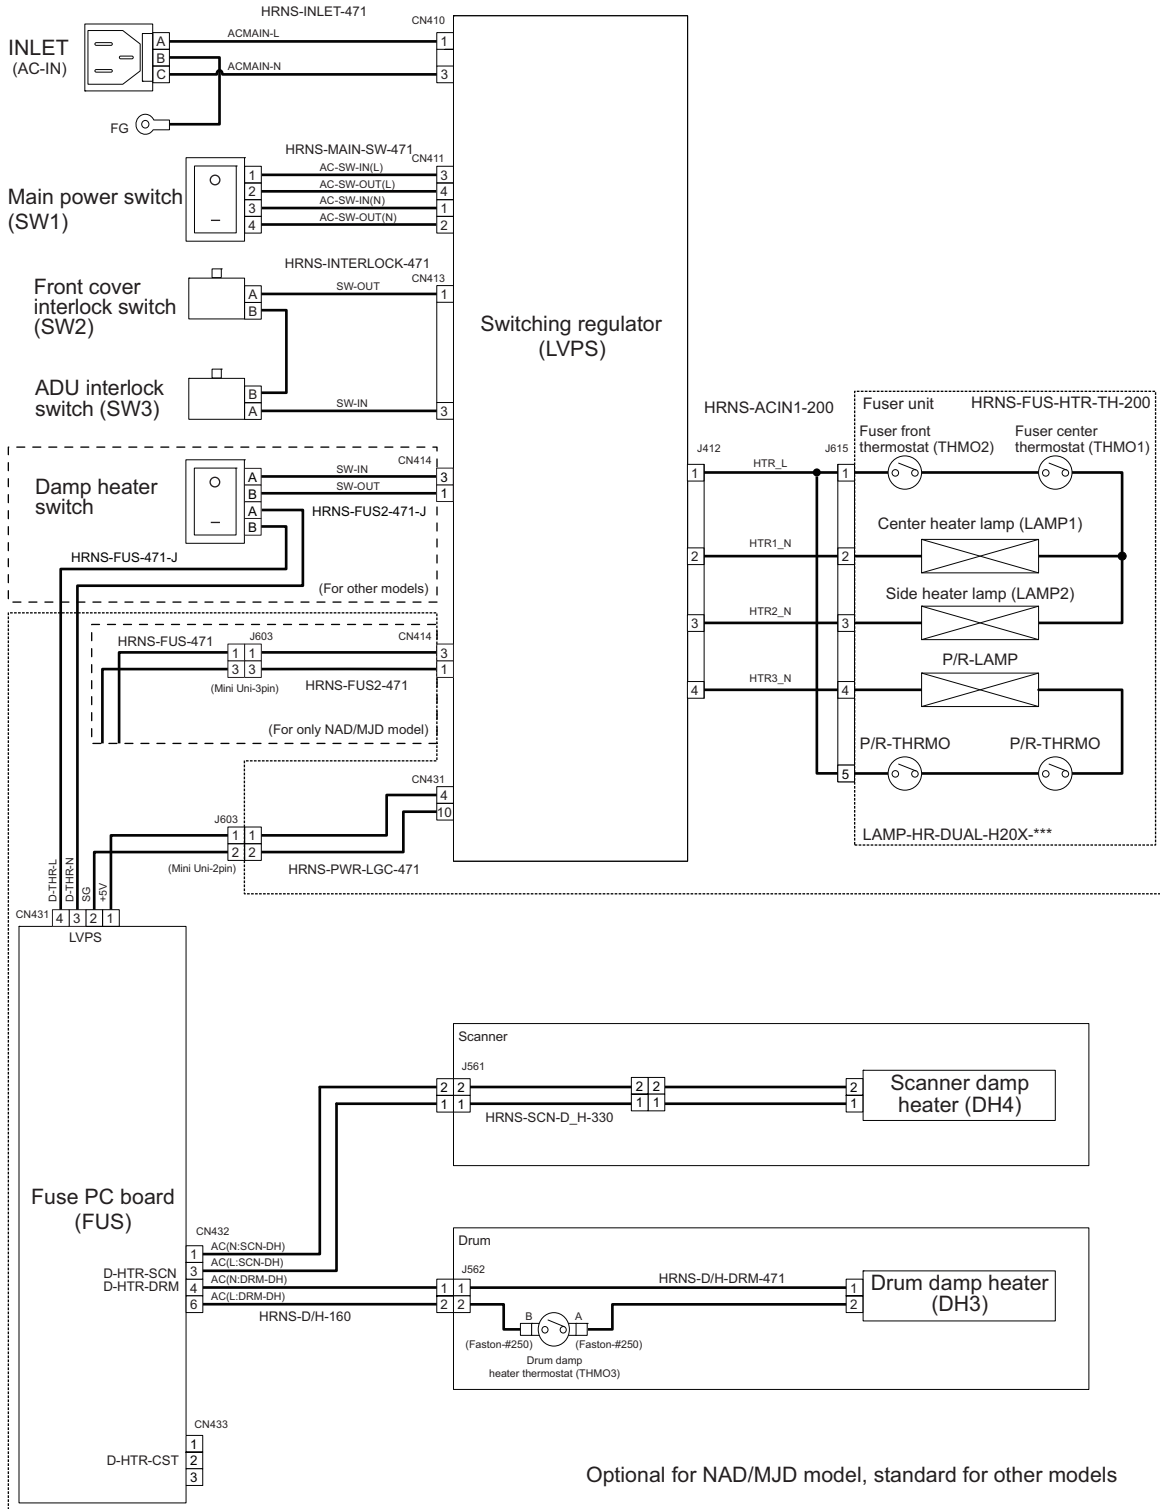 HRNS-INLET-471
CN410
INLET
(AC-IN)
A
B
C
ACMAIN-L
ACMAIN-N
1
3
FG
HRNS-MAIN-SW-471
CN411
Main power switch
(SW1)
1
2
3
4
AC-SW-IN(L)
AC-SW-OUT(L)
AC-SW-IN(N)
AC-SW-OUT(N)
3
4
1
2
HRNS-INTERLOCK-471
CN413
Front cover
interlock switch
(SW2)
A
B
SW-OUT
1
ADU interlock
switch (SW3)
B
A
SW-IN
3
Switching regulator
(LVPS)
Damp heater
switch
A
B
A
B
SW-IN
SW-OUT
CN414
3
1
HRNS-FUS2-471-J
HRNS-FUS-471-J
(For other models)
HRNS-FUS-471
J603
CN414
1 1
3 3
3
1
(Mini Uni-3pin)
HRNS-FUS2-471
(For only NAD/MJD model)
CN431
4
10
J603
1 1
2 2
(Mini Uni-2pin)
HRNS-PWR-LGC-471
HRNS-ACIN1-200
J412
J615
1
HTR_L
1
2
HTR1_N
2
3
HTR2_N
3
4
HTR3_N
4
5
Fuser unit
HRNS-FUS-HTR-TH-200
Fuser front
thermostat (THMO2)
Fuser center
thermostat (THMO1)
Center heater lamp (LAMP1)
Side heater lamp (LAMP2)
P/R-LAMP
P/R-THRMO
P/R-THRMO
LAMP-HR-DUAL-H20X-***
D-THR-L
D-THR-N
SG
+5V
CN431
4 3 2 1
LVPS
Fuse PC board
(FUS)
CN432
D-HTR-SCN
D-HTR-DRM
1
3
4
6
AC(N:SCN-DH)
AC(L:SCN-DH)
AC(N:DRM-DH)
AC(L:DRM-DH)
HRNS-D/H-160
CN433
D-HTR-CST
1
2
3
Scanner
J561
2 2
1 1
HRNS-SCN-D_H-330
2 2
1 1
2
1
Scanner damp
heater (DH4)
Drum
J562
1 1
2 2
HRNS-D/H-DRM-471
1
2
Drum damp heater
(DH3)
B
A
(Faston-#250)
(Faston-#250)
Drum damp
heater thermostat (THMO3)
Optional for NAD/MJD model, standard for other models